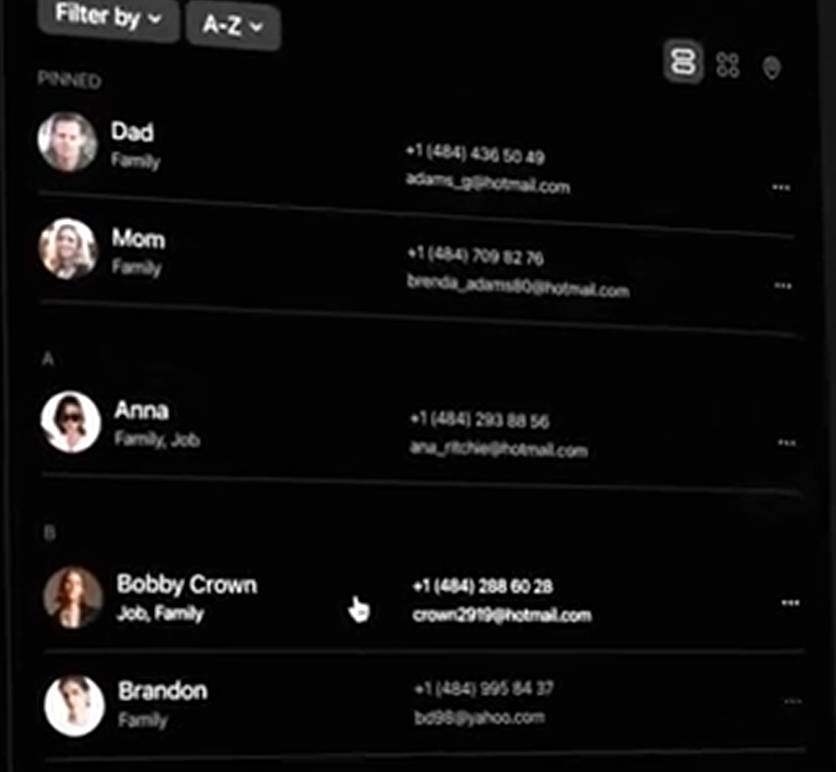 Filter by
A-Z
PINNED
Dad
Family
+1 (484) 436 50 49
adams_g@hotmail.com
Mom
Family
+1 (484) 709 82 76
brenda_adams80@hotmail.com
A
Anna
Family, Job
+1 (484) 293 88 56
ana_ritchie@hotmail.com
B
Bobby Crown
Job, Family
+1 (484) 288 60 28
crown2919@hotmail.com
Brandon
Family
+1 (484) 995 84 37
bd98@yahoo.com